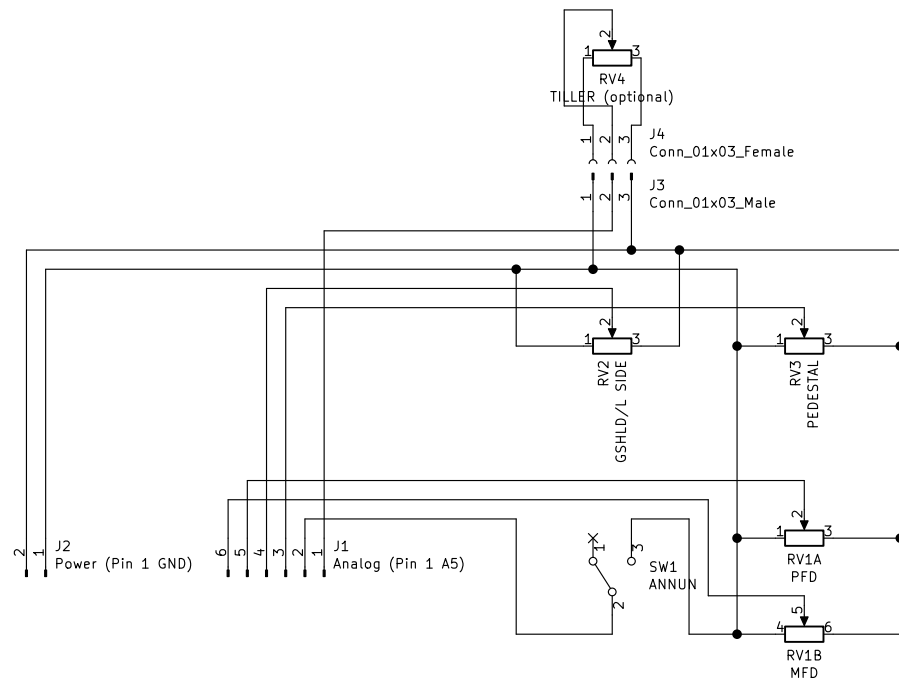 2
1 3
RV4
TILLER (optional)
1 2 3
J4
Conn_01x03_Female
J3
Conn_01x03_Male
1 2 3
2
1 3
RV2
GSHLD/L SIDE
2
1 3
RV3
PEDESTAL
2
1 3
RV1A
PFD
2 1
J2
Power (Pin 1 GND)
6 5 4 3 2 1
J1
Analog (Pin 1 A5)
1 3
SW1
ANNUN
2
5
4 6
RV1B
MFD